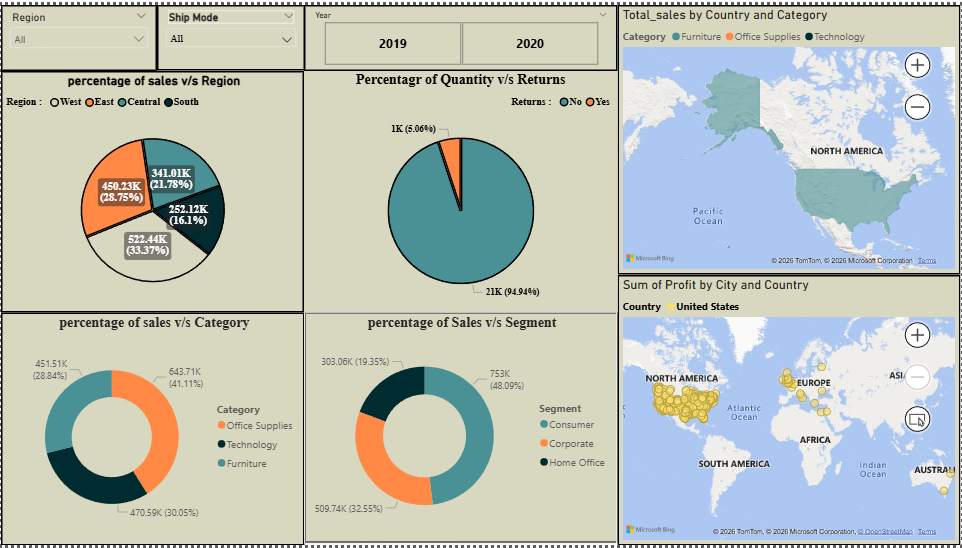 Region
All
Ship Mode
All
Year
2019
2020
percentage of sales v/s Region
Region : West East Central South
341.01K
(21.78%)
450.23K
(28.75%)
252.12K
(16.1%)
522.44K
(33.37%)
Percentagr of Quantity v/s Returns
Returns : No Yes
1K (5.06%)
21K (94.94%)
percentage of sales v/s Category
451.51K
(28.84%)
643.71K
(41.11%)
470.59K (30.05%)
Category
Office Supplies
Technology
Furniture
percentage of Sales v/s Segment
303.06K (19.35%)
753K
(48.09%)
509.74K (32.55%)
Segment
Consumer
Corporate
Home Office
Total_sales by Country and Category
Category Furniture Office Supplies Technology
NORTH AMERICA
Pacific
Ocean
Microsoft Bing
© 2026 TomTom, © 2026 Microsoft Corporation Terms
Sum of Profit by City and Country
Country United States
NORTH AMERICA
EUROPE
ASI
Atlantic
Ocean
AFRICA
SOUTH AMERICA
Indian
Ocean
AUSTRAL
Microsoft Bing
© 2026 TomTom, © 2026 Microsoft Corporation, © OpenStreetMap Terms